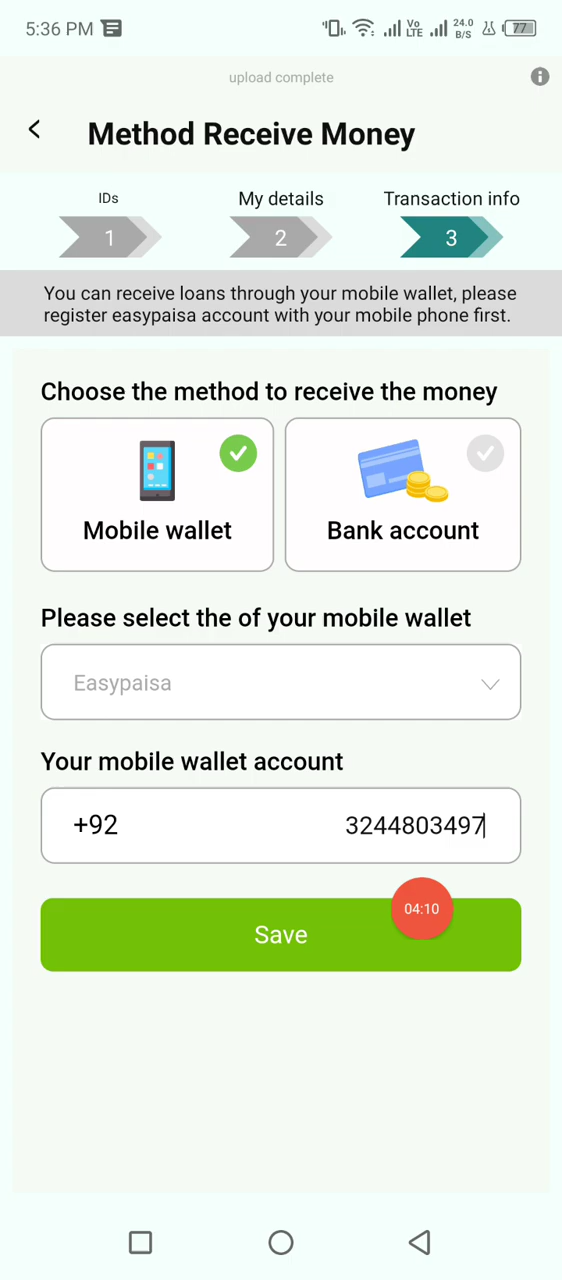 5:36 PM
Vo LTE
24.0 B/S
77
upload complete
Method Receive Money
IDs
My details
Transaction info
1
2
3
You can receive loans through your mobile wallet, please
register easypaisa account with your mobile phone first.
Choose the method to receive the money
Mobile wallet
Bank account
Please select the of your mobile wallet
Easypaisa
Your mobile wallet account
+92
3244803497
04:10
Save